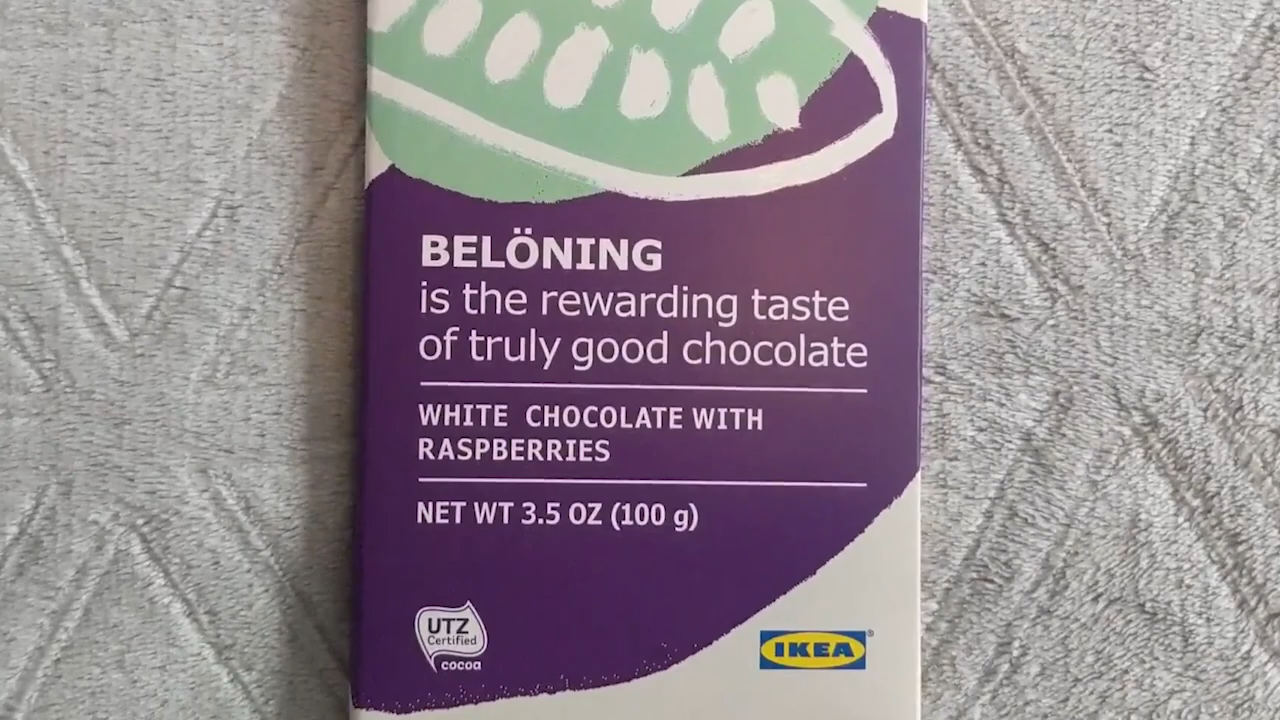 BELÖNING
is the rewarding taste
of truly good chocolate
WHITE CHOCOLATE WITH
RASPBERRIES
NET WT 3.5 OZ (100 g)
UTZ
Certified
cocoa
IKEA®